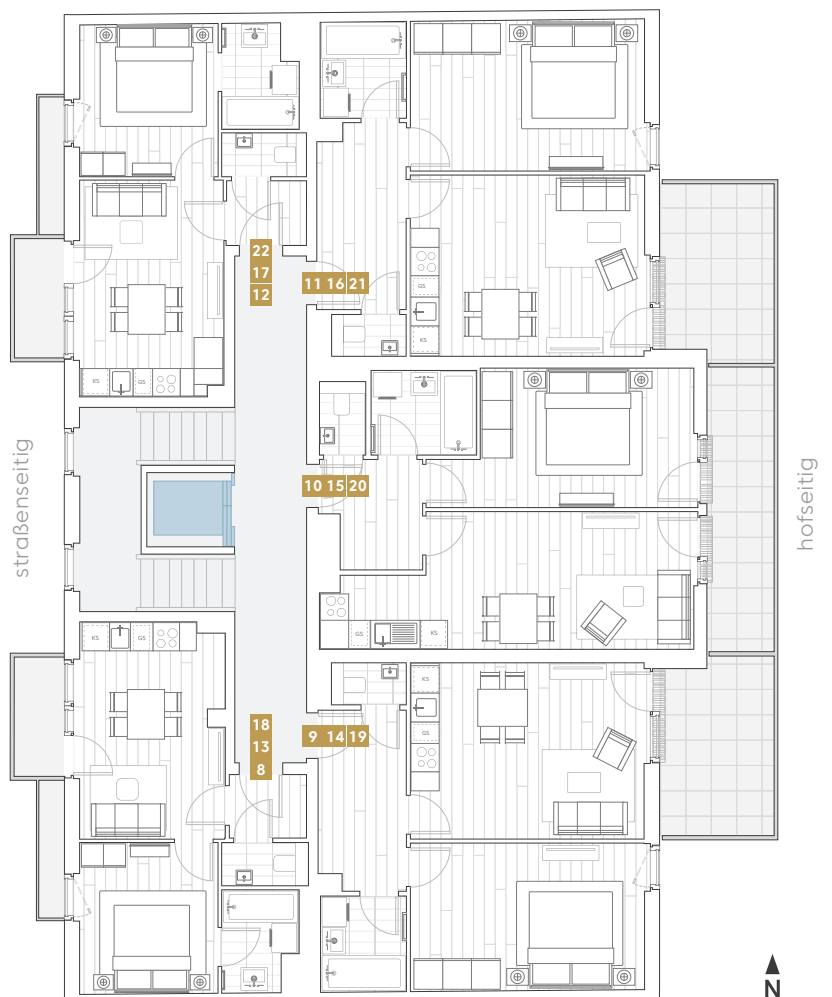 22
17
12
11 16 21
GS
KS
KS
GS
straßenseitig
hofseitig
10 15 20
GS
KS
KS
GS
18
13
8
9 14 19
KS
GS
N